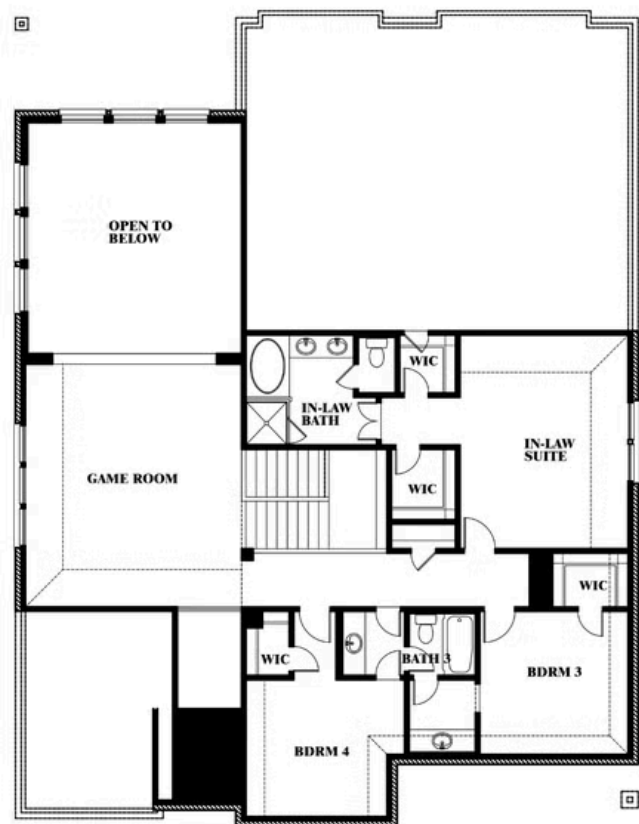 OPEN TO
BELOW
WIC
IN-LAW
BATH
IN-LAW
SUITE
GAME ROOM
WIC
WIC
WIC
BATH 3
BDRM 3
BDRM 4